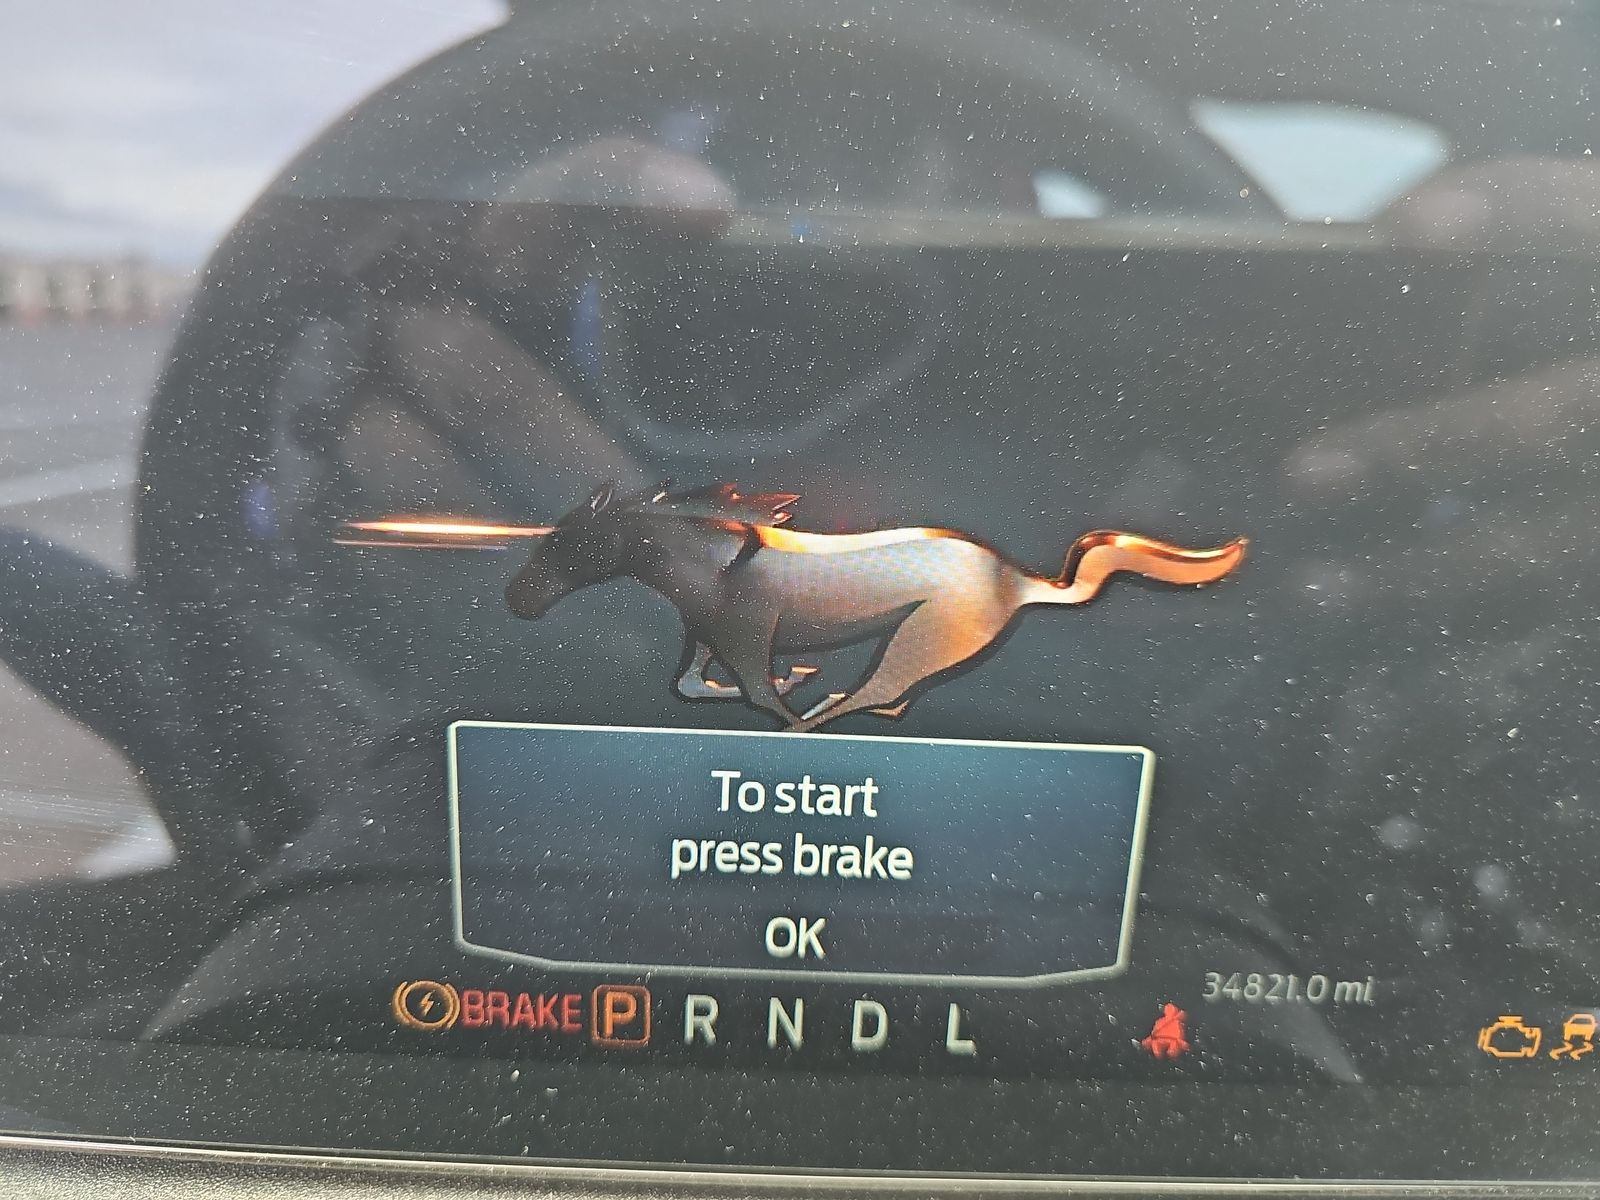 To start
press brake
OK
BRAKE P R N D L
34821.0 mi